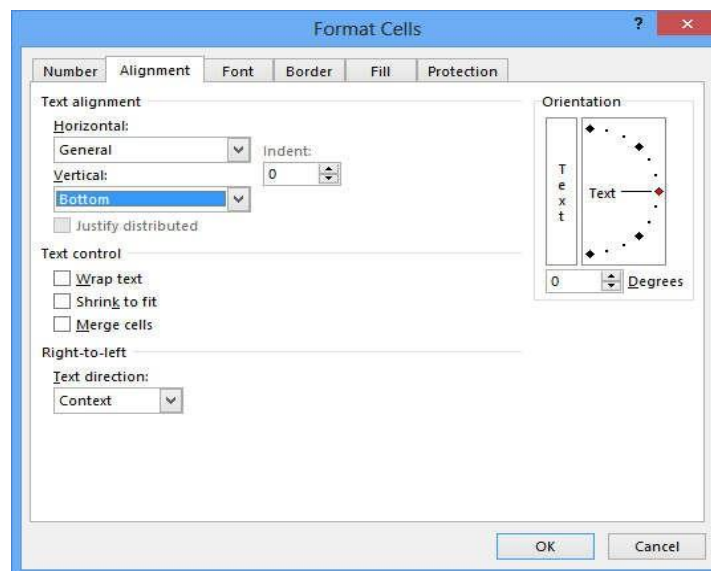 Format Cells
?
Number Alignment Font Border Fill Protection
Text alignment
Horizontal:
General
Indent:
Vertical:
0
Bottom
Justify distributed
Text control
Wrap text
Shrink to fit
Merge cells
Right-to-left
Text direction:
Context
Orientation
Text
Text
0 Degrees
OK Cancel